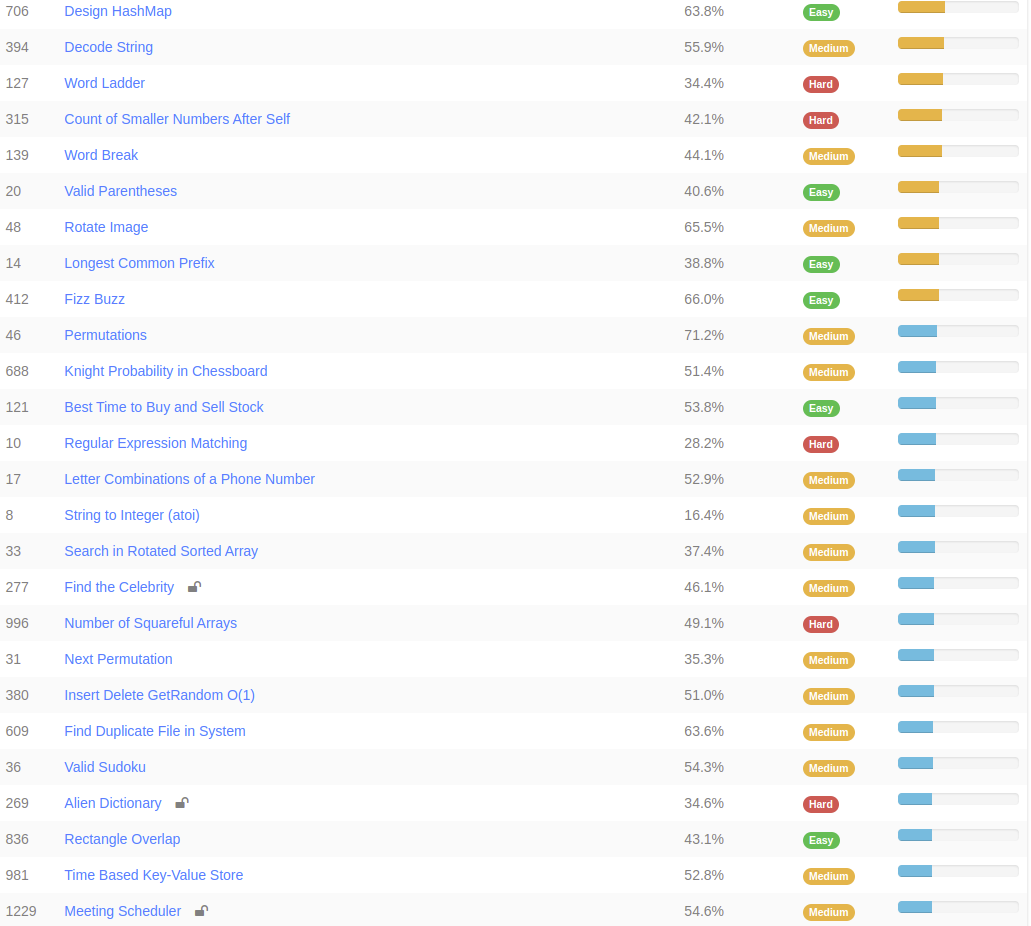 706 Design HashMap 63.8% Easy
394 Decode String 55.9% Medium
127 Word Ladder 34.4% Hard
315 Count of Smaller Numbers After Self 42.1% Hard
139 Word Break 44.1% Medium
20 Valid Parentheses 40.6% Easy
48 Rotate Image 65.5% Medium
14 Longest Common Prefix 38.8% Easy
412 Fizz Buzz 66.0% Easy
46 Permutations 71.2% Medium
688 Knight Probability in Chessboard 51.4% Medium
121 Best Time to Buy and Sell Stock 53.8% Easy
10 Regular Expression Matching 28.2% Hard
17 Letter Combinations of a Phone Number 52.9% Medium
8 String to Integer (atoi) 16.4% Medium
33 Search in Rotated Sorted Array 37.4% Medium
277 Find the Celebrity 46.1% Medium
996 Number of Squareful Arrays 49.1% Hard
31 Next Permutation 35.3% Medium
380 Insert Delete GetRandom O(1) 51.0% Medium
609 Find Duplicate File in System 63.6% Medium
36 Valid Sudoku 54.3% Medium
269 Alien Dictionary 34.6% Hard
836 Rectangle Overlap 43.1% Easy
981 Time Based Key-Value Store 52.8% Medium
1229 Meeting Scheduler 54.6% Medium